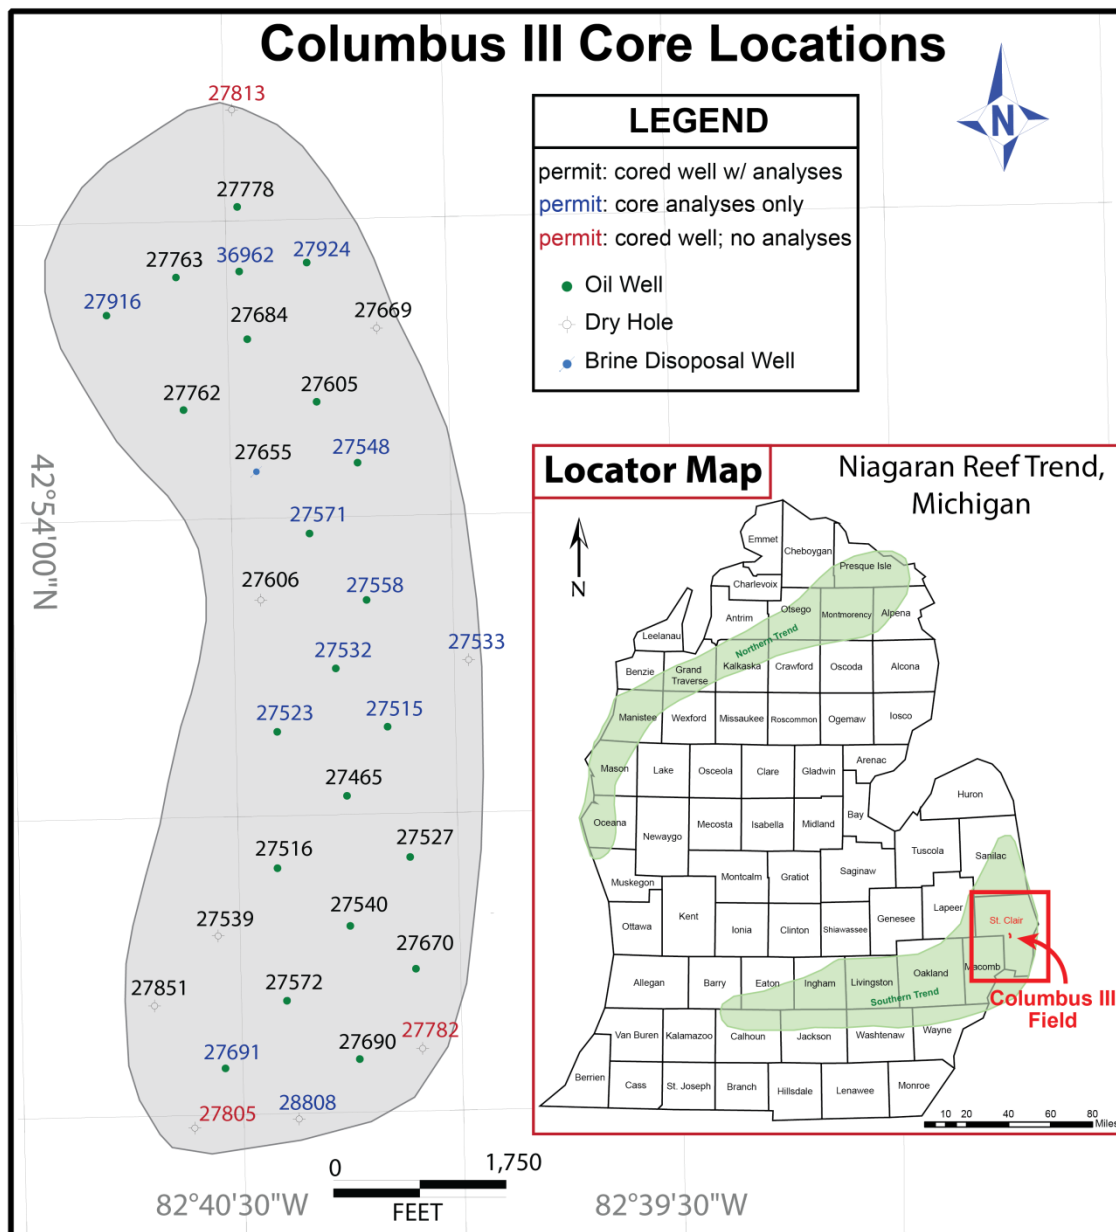 Columbus III Core Locations
N
LEGEND
permit: cored well w/ analyses
permit: core analyses only
permit: cored well; no analyses
Oil Well
Dry Hole
Brine Disoposal Well
27813
27778
27763
36962
27924
27916
27684
27669
27762
27605
27655
27548
27571
27606
27558
27532
27533
27523
27515
27465
27516
27527
27539
27540
27670
27851
27572
27690
27782
27691
27805
28808
42°54'00"N
82°40'30"W
82°39'30"W
0
1,750
FEET
Locator Map
Niagaran Reef Trend,
Michigan
N
Emmet
Cheboygan
Presque Isle
Charlevoix
Antrim
Otsego
Montmorency
Alpena
Leelanau
Northern Trend
Benzie
Grand
Traverse
Kalkaska
Crawford
Oscoda
Alcona
Manistee
Wexford
Missaukee
Roscommon
Ogemaw
Iosco
Mason
Lake
Osceola
Clare
Gladwin
Arenac
Huron
Oceana
Newaygo
Mecosta
Isabella
Midland
Bay
Tuscola
Sanilac
Muskegon
Montcalm
Gratiot
Saginaw
Lapeer
Ottawa
Kent
Ionia
Clinton
Shiawassee
Genesee
St. Clair
Allegan
Barry
Eaton
Ingham
Livingston
Oakland
Macomb
Southern Trend
Columbus III
Field
Van Buren
Kalamazoo
Calhoun
Jackson
Washtenaw
Wayne
Berrien
Cass
St. Joseph
Branch
Hillsdale
Lenawee
Monroe
0 10 20 40 60 80
Miles